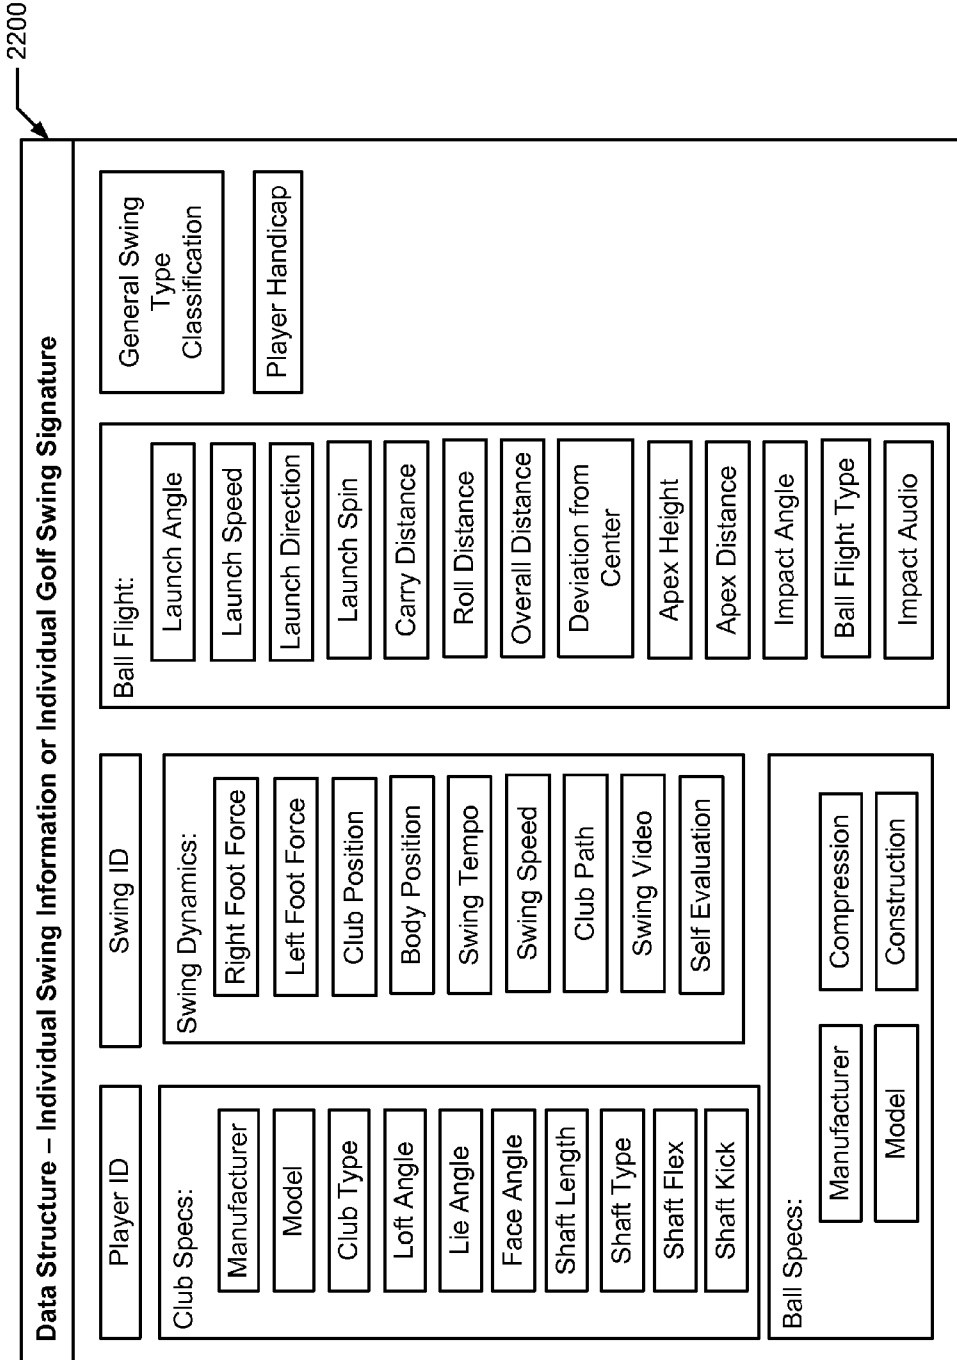 2200
Data Structure – Individual Swing Information or Individual Golf Swing Signature
Player ID
Swing ID
Club Specs:
Manufacturer
Model
Club Type
Loft Angle
Lie Angle
Face Angle
Shaft Length
Shaft Type
Shaft Flex
Shaft Kick
Swing Dynamics:
Right Foot Force
Left Foot Force
Club Position
Body Position
Swing Tempo
Swing Speed
Club Path
Swing Video
Self Evaluation
Ball Specs:
Manufacturer
Model
Compression
Construction
Ball Flight:
Launch Angle
Launch Speed
Launch Direction
Launch Spin
Carry Distance
Roll Distance
Overall Distance
Deviation from
Center
Apex Height
Apex Distance
Impact Angle
Ball Flight Type
Impact Audio
General Swing
Type
Classification
Player Handicap